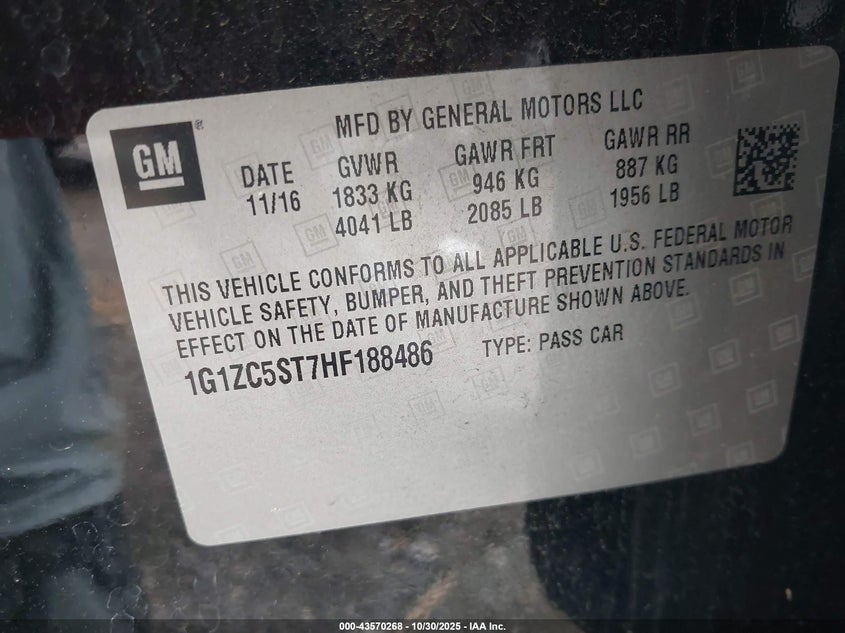 GM
MFD BY GENERAL MOTORS LLC
DATE GVWR GAWR FRT GAWR RR
11/16 1833 KG 946 KG 887 KG
4041 LB 2085 LB 1956 LB
THIS VEHICLE CONFORMS TO ALL APPLICABLE U.S. FEDERAL MOTOR
VEHICLE SAFETY, BUMPER, AND THEFT PREVENTION STANDARDS IN
EFFECT ON THE DATE OF MANUFACTURE SHOWN ABOVE.
1G1ZC5ST7HF188486 TYPE: PASS CAR
000-43570268 - 10/30/2025 - IAA Inc.